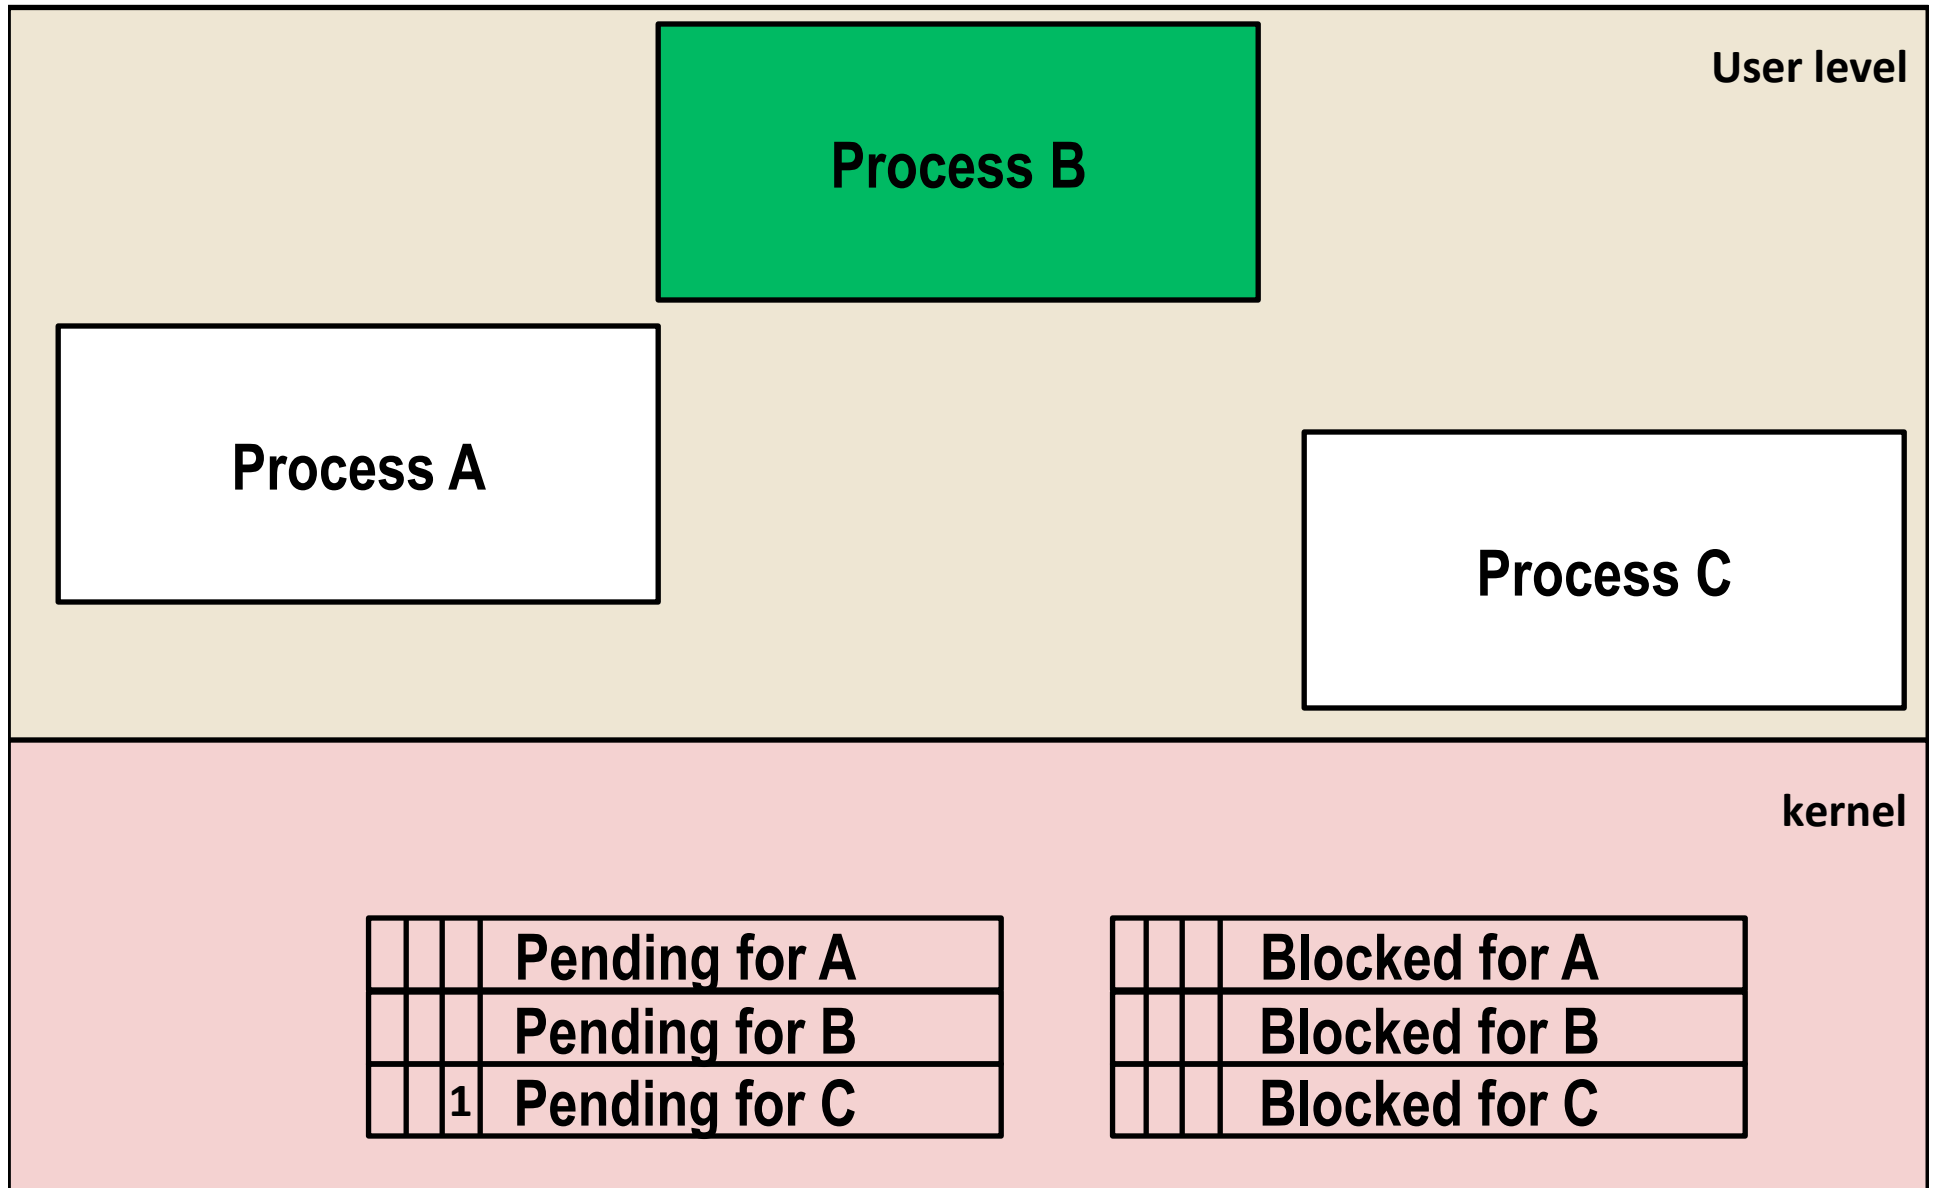 User level
Process B
Process A
Process C
kernel
Pending for A
Blocked for A
Pending for B
Blocked for B
1 Pending for C
Blocked for C